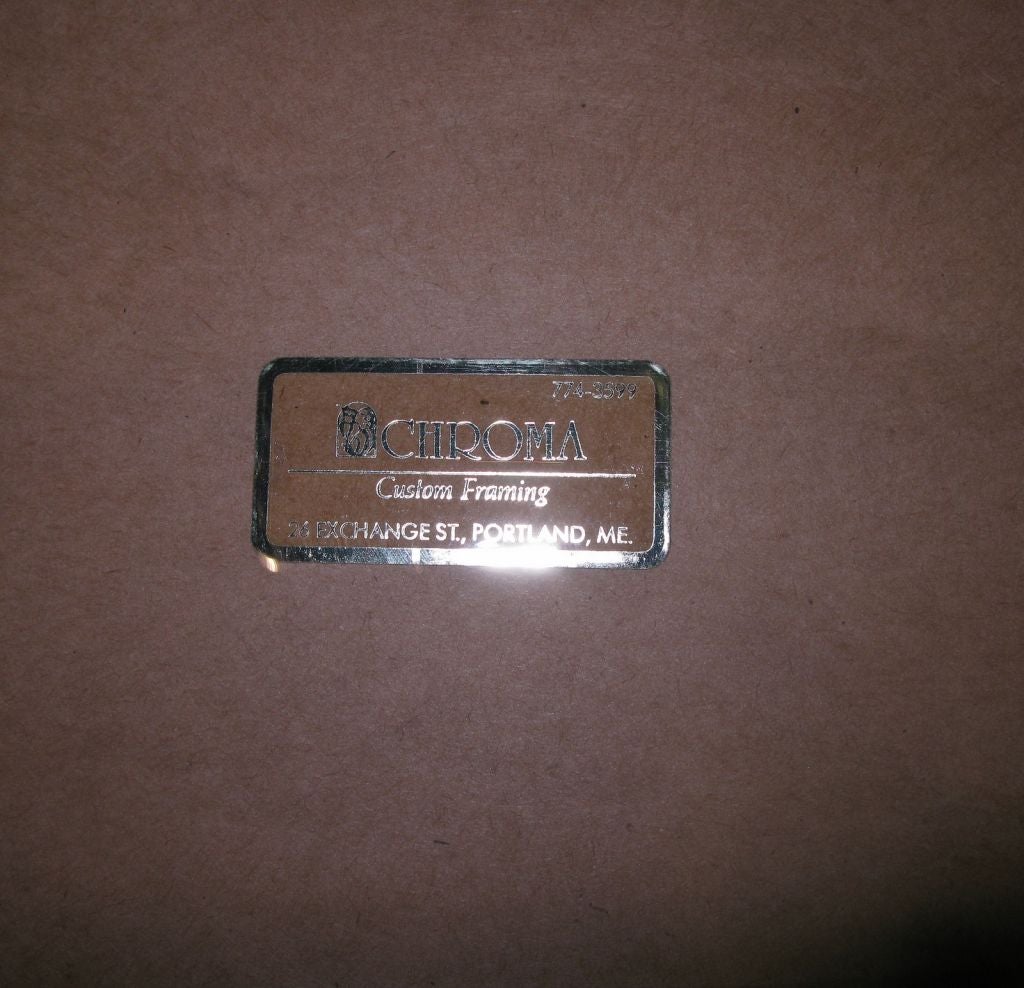 774-3599
CHROMA
Custom Framing
26 EXCHANGE ST., PORTLAND, ME.